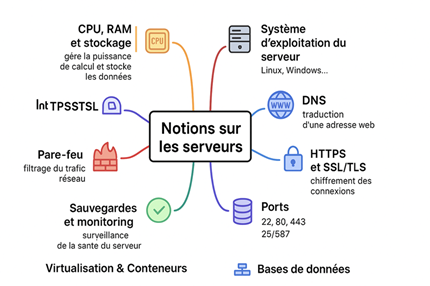 CPU, RAM
et stockage
gère la puissance
de calcul et stocke
les données
CPU
Système
d'exploitation du
serveur
Linux, Windows...
IntTPSSTSL
WWW
DNS
traduction
d'une adresse web
Notions sur
les serveurs
Pare-feu
filtrage du trafic
réseau
HTTPS
et SSL/TLS
chiffrement des
connexions
Sauvegardes
et monitoring
surveillance
de la sante du serveur
Ports
22, 80, 443
25/587
Virtualisation & Conteneurs
Bases de données